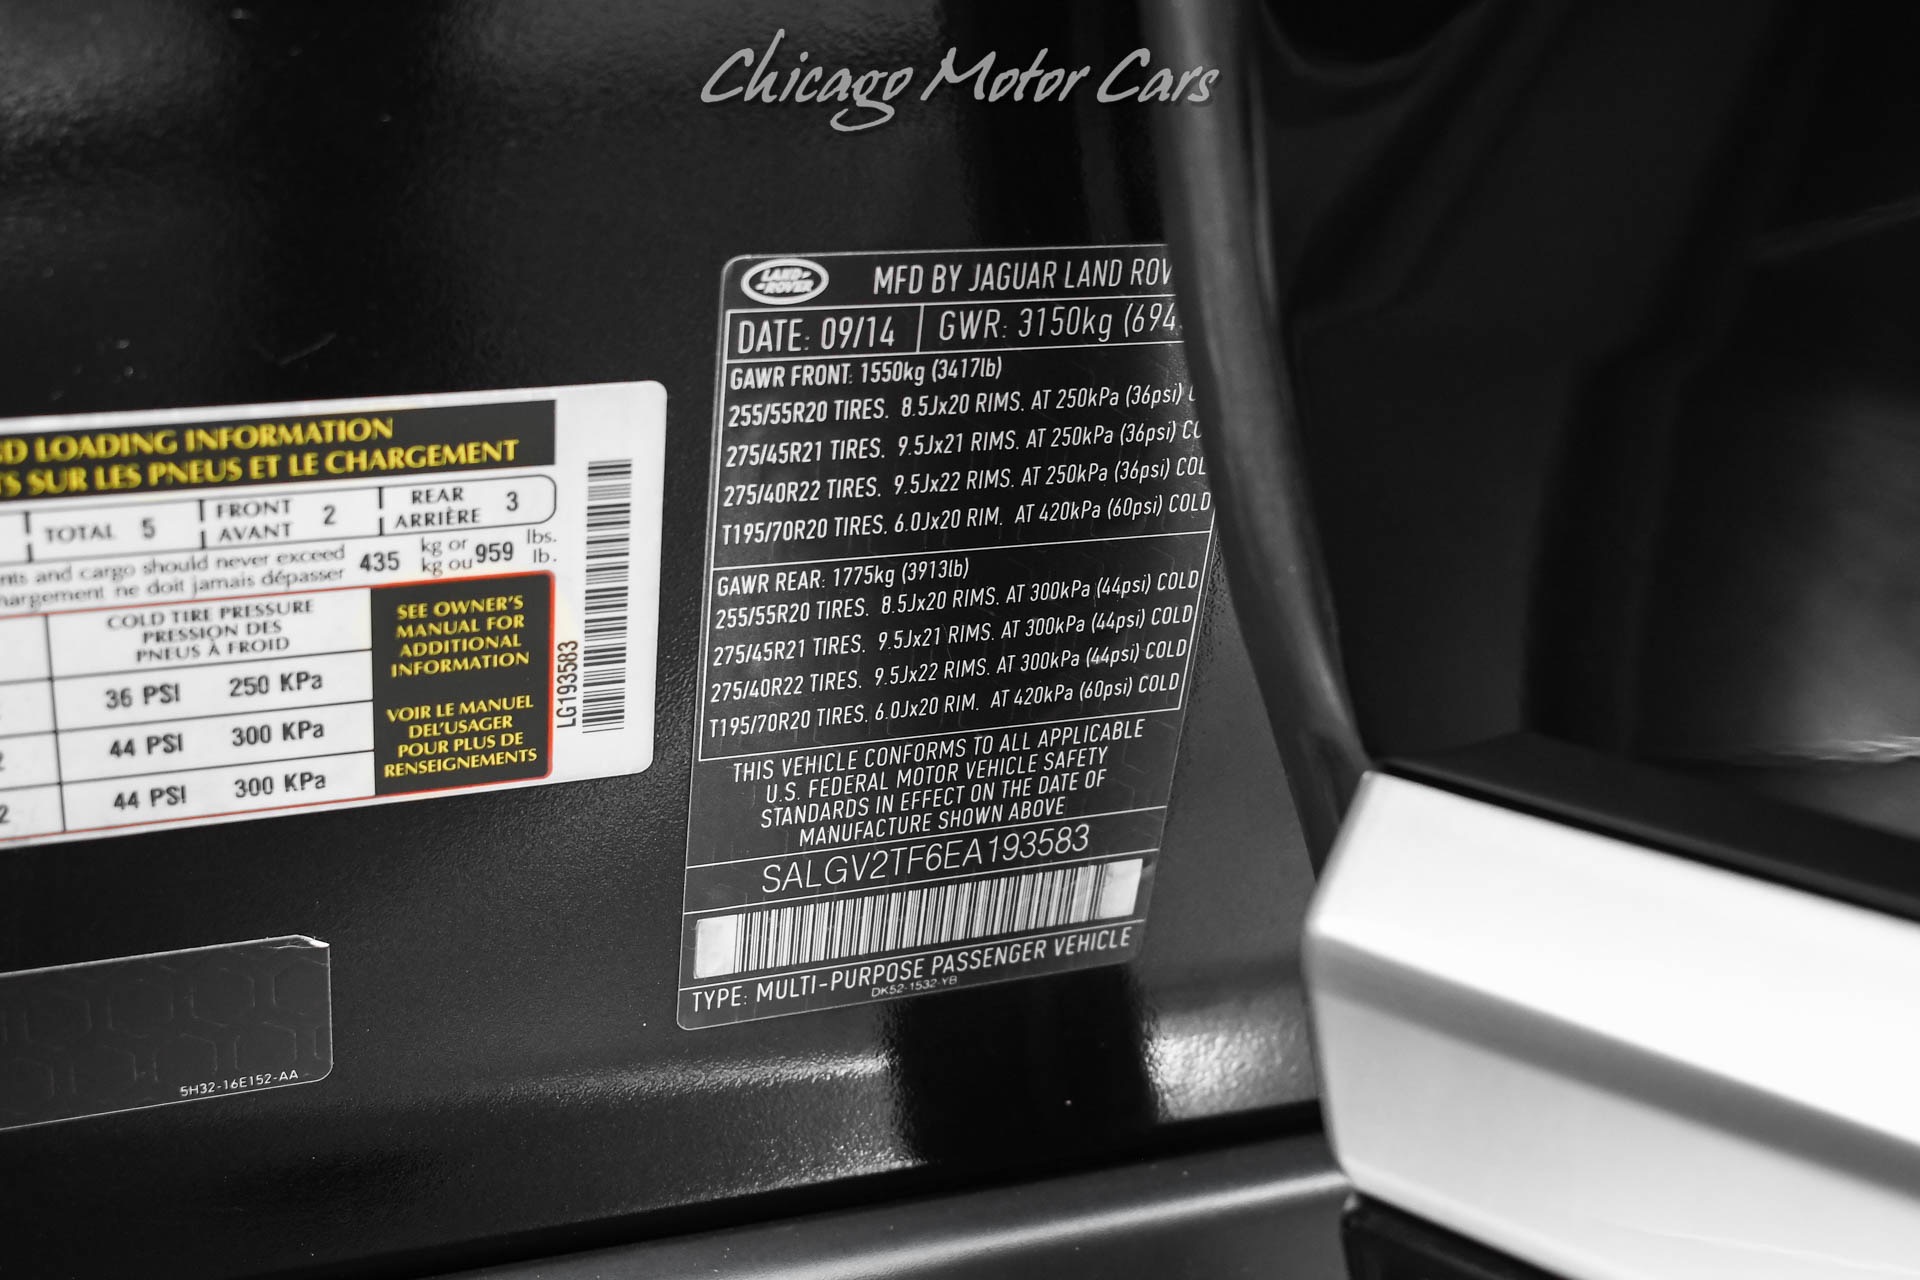 Chicago Motor Cars
LAND-
-ROVER
MFD BY JAGUAR LAND ROV
DATE: 09/14 GWR: 3150kg (694
GAWR FRONT: 1550kg (3417lb)
255/55R20 TIRES. 8.5Jx20 RIMS. AT 250kPa (36psi)
275/45R21 TIRES. 9.5Jx21 RIMS. AT 250kPa (36psi) CO
275/40R22 TIRES. 9.5Jx22 RIMS. AT 250kPa (36psi) COL
T195/70R20 TIRES. 6.0Jx20 RIM. AT 420kPa (60psi) COLD
GAWR REAR: 1775kg (3913lb)
255/55R20 TIRES. 8.5Jx20 RIMS. AT 300kPa (44psi) COLD
275/45R21 TIRES. 9.5Jx21 RIMS. AT 300kPa (44psi) COLD
275/40R22 TIRES. 9.5Jx22 RIMS. AT 300kPa (44psi) COLD
T195/70R20 TIRES. 6.0Jx20 RIM. AT 420kPa (60psi) COLD
THIS VEHICLE CONFORMS TO ALL APPLICABLE
U.S. FEDERAL MOTOR VEHICLE SAFETY
STANDARDS IN EFFECT ON THE DATE OF
MANUFACTURE SHOWN ABOVE
SALGV2TF6EA193583
TYPE: MULTI-PURPOSE PASSENGER VEHICLE
DK52-1532-YB
D LOADING INFORMATION
TS SUR LES PNEUS ET LE CHARGEMENT
TOTAL 5 FRONT 2 REAR 3
AVANT ARRIÈRE
nts and cargo should never exceed 435 kg or 959 lbs.
hargement ne doit jamais dépasser kg ou lb.
COLD TIRE PRESSURE
PRESSION DES
PNEUS À FROID
36 PSI 250 KPa
2 44 PSI 300 KPa
2 44 PSI 300 KPa
SEE OWNER'S
MANUAL FOR
ADDITIONAL
INFORMATION
VOIR LE MANUEL
DEL'USAGER
POUR PLUS DE
RENSEIGNEMENTS
LG193583
5H32-16E152-AA